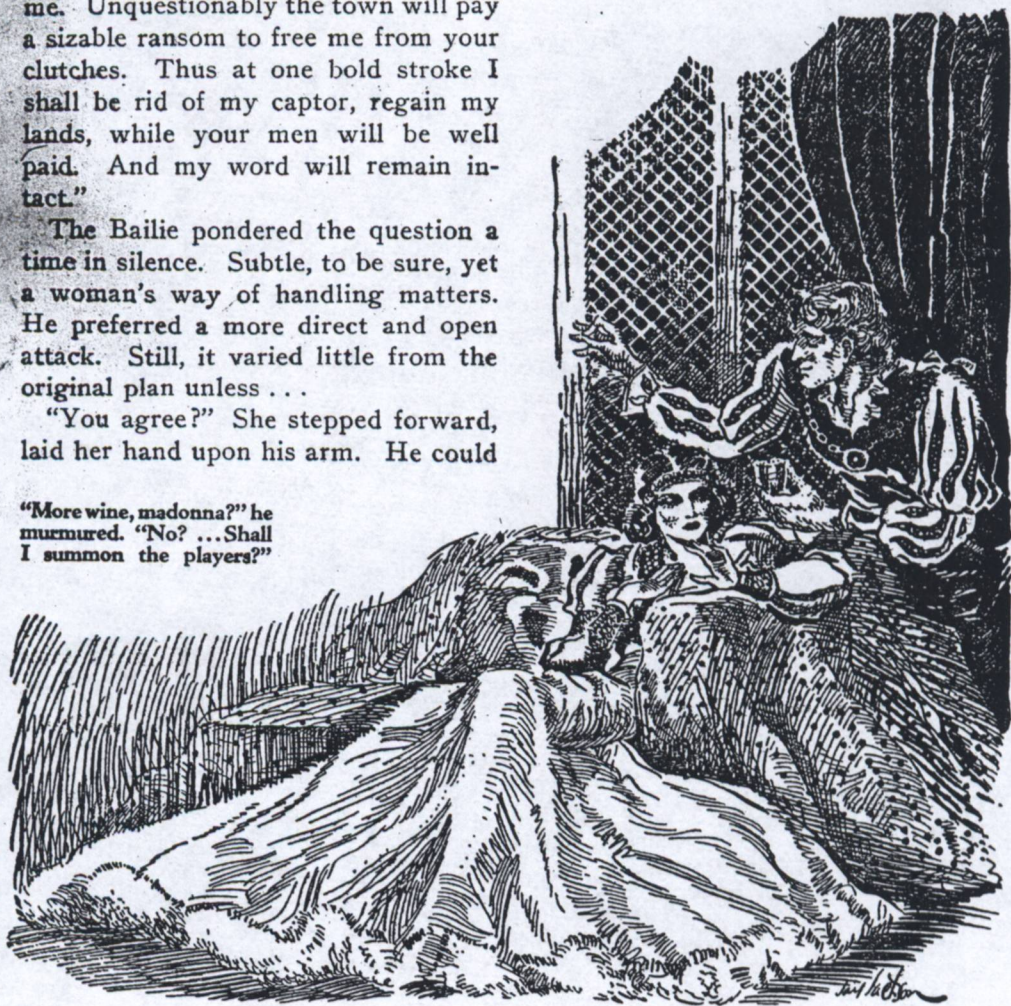 me. Unquestionably the town will pay
a sizable ransom to free me from your
clutches. Thus at one bold stroke I
shall be rid of my captor, regain my
lands, while your men will be well
paid. And my word will remain in-
tact."
The Bailie pondered the question a
time in silence. Subtle, to be sure, yet
a woman's way of handling matters.
He preferred a more direct and open
attack. Still, it varied little from the
original plan unless . . .
"You agree?" She stepped forward,
laid her hand upon his arm. He could
"More wine, madonna?" he
murmured. "No? ...Shall
I summon the players?"